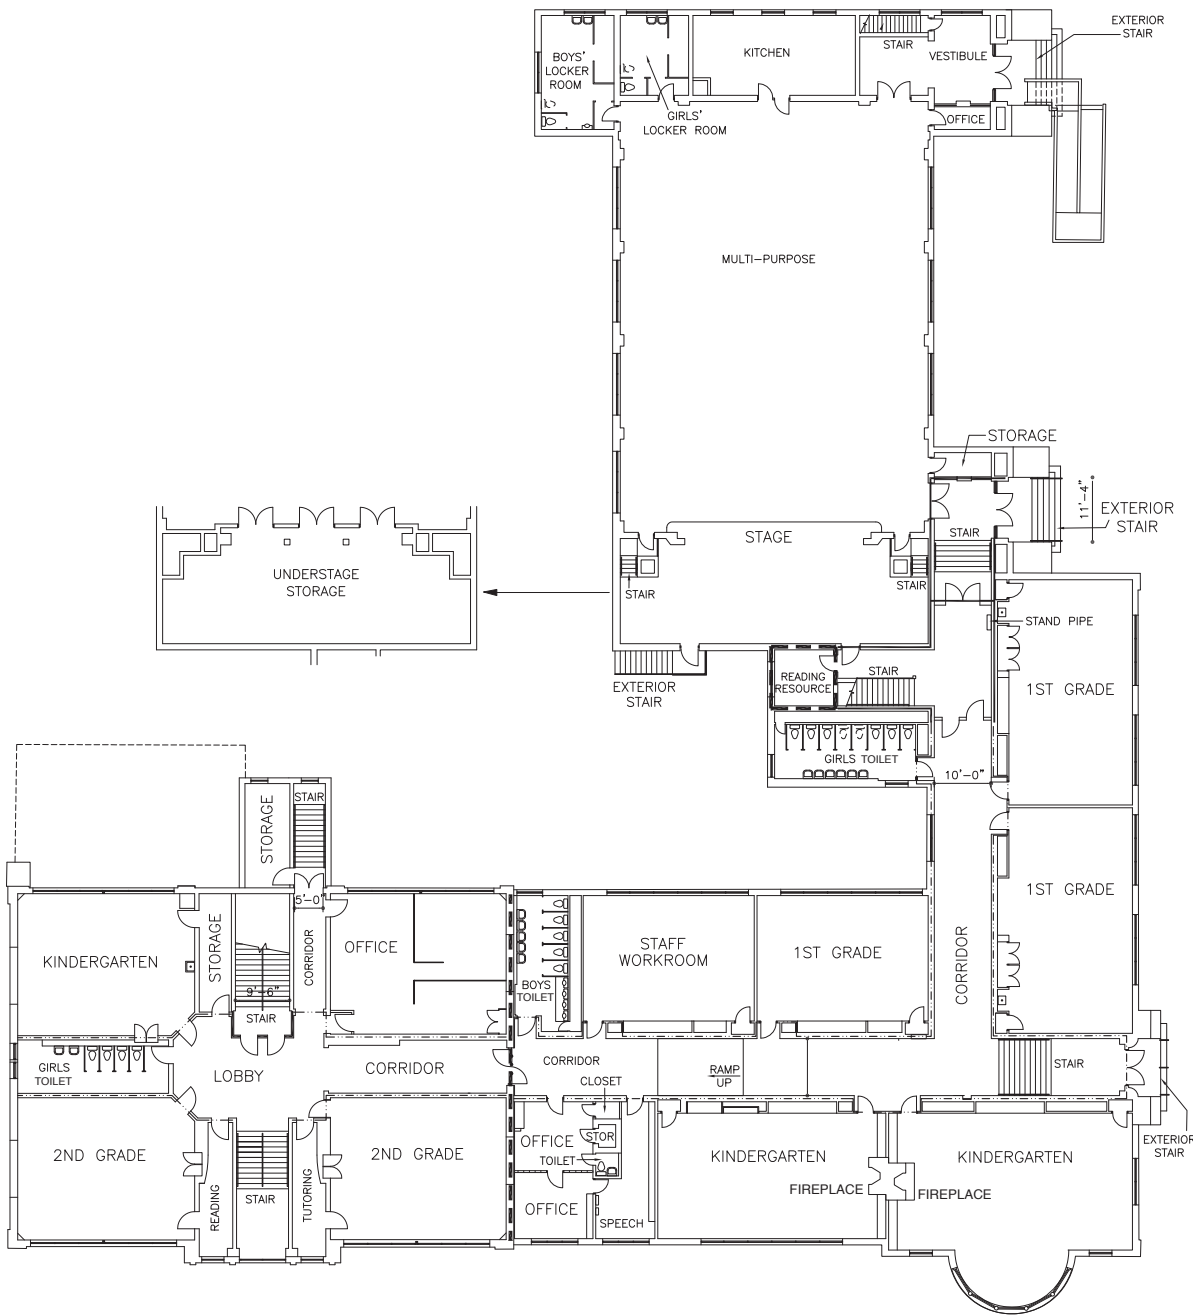 EXTERIOR
STAIR
BOYS'
LOCKER
ROOM
KITCHEN
STAIR
VESTIBULE
GIRLS'
LOCKER ROOM
OFFICE
MULTI-PURPOSE
STORAGE
11'-4"
EXTERIOR
STAIR
STAIR
STAGE
UNDERSTAGE
STORAGE
STAIR
STAIR
STAND PIPE
EXTERIOR
STAIR
READING
RESOURCE
STAIR
1ST GRADE
GIRLS TOILET
10'-0"
STAIR
STORAGE
1ST GRADE
5'-0"
KINDERGARTEN
STORAGE
9'-6"
STAIR
CORRIDOR
OFFICE
BOYS
TOILET
STAFF
WORKROOM
1ST GRADE
CORRIDOR
GIRLS
TOILET
LOBBY
CORRIDOR
CORRIDOR
CLOSET
RAMP
UP
STAIR
2ND GRADE
READING
STAIR
TUTORING
2ND GRADE
OFFICE
STOR
TOILET
OFFICE
SPEECH
KINDERGARTEN
FIREPLACE
FIREPLACE
KINDERGARTEN
EXTERIOR
STAIR